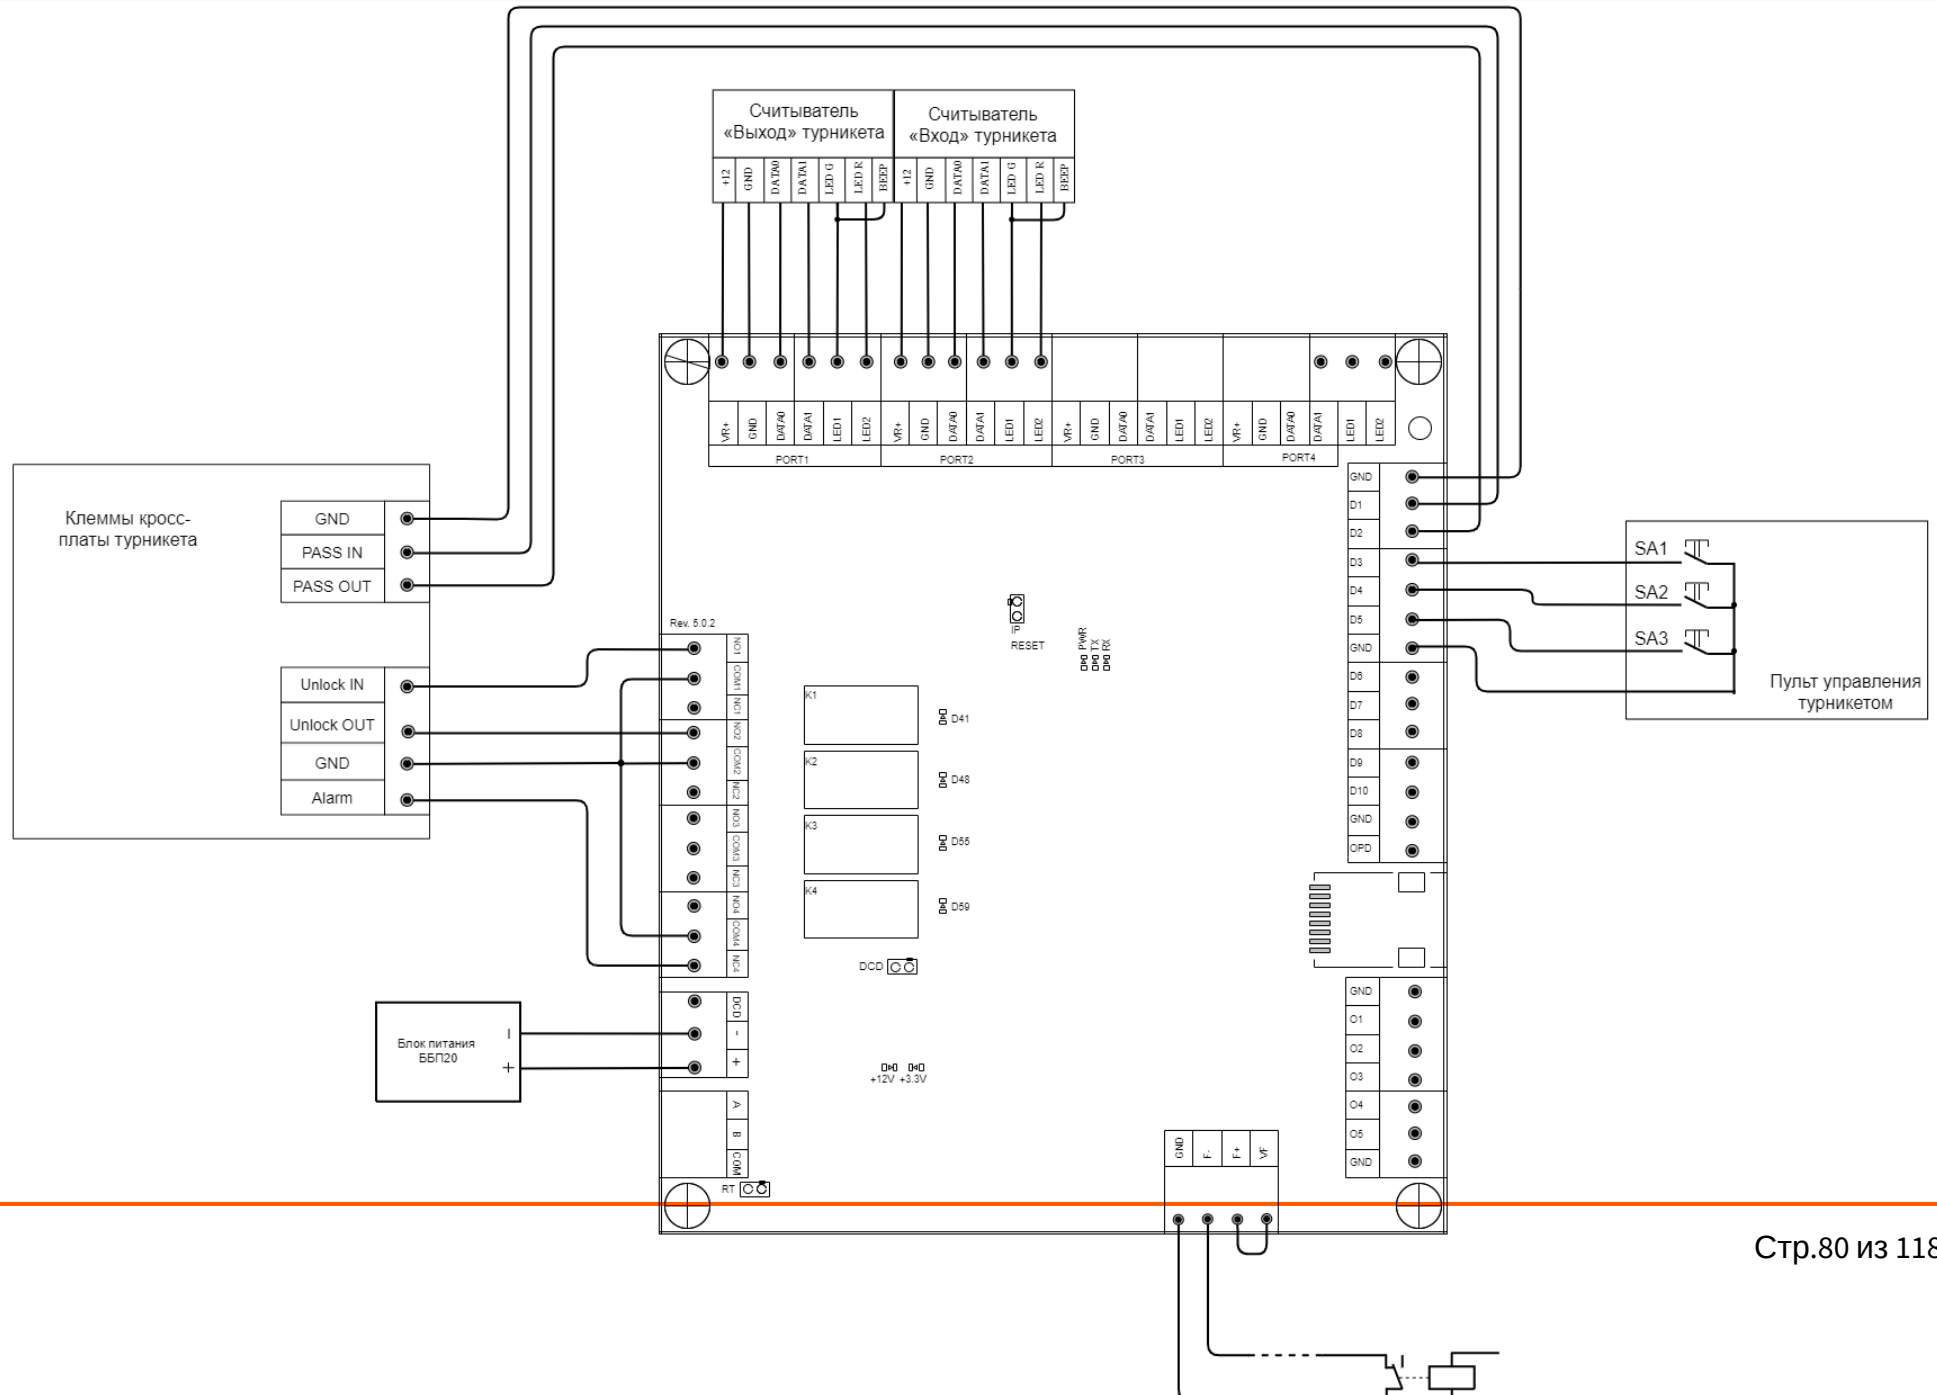 Считыватель
«Выход» турникета
Считыватель
«Вход» турникета
+12 GND DATA0 DATA1 LED G LED R BEEP +12 GND DATA0 DATA1 LED G LED R BEEP
VR+ GND DATA0 DATA1 LED1 LED2 VR+ GND DATA0 DATA1 LED1 LED2 VR+ GND DATA0 DATA1 LED1 LED2 VR+ GND DATA0 DATA1 LED1 LED2
PORT1 PORT2 PORT3 PORT4
Клеммы кросс-
платы турникета
GND
PASS IN
PASS OUT
Unlock IN
Unlock OUT
GND
Alarm
Rev. 5.0.2
NO1
COM1
NC1
NO2
COM2
NC2
NO3
COM3
NC3
NO4
COM4
NC4
DCD
-
+
A
B
COM
RT
Блок питания
ББП20
−
+
IP
RESET
PWR
TX
RX
K1
D41
K2
D48
K3
D55
K4
D59
DCD
+12V +3.3V
GND
D1
D2
D3
D4
D5
GND
D6
D7
D8
D9
D10
GND
OPD
SA1
SA2
SA3
Пульт управления
турникетом
GND
O1
O2
O3
O4
O5
GND
GND F- F+ VF
Стр.80 из 118